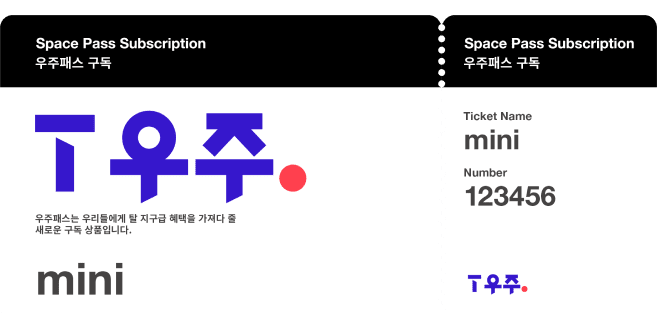 Space Pass Subscription
우주패스 구독
T우주.
우주패스는 우리들에게 탈 지구급 혜택을 가져다 줄
새로운 구독 상품입니다.
mini
Space Pass Subscription
우주패스 구독
Ticket Name
mini
Number
123456
T우주.